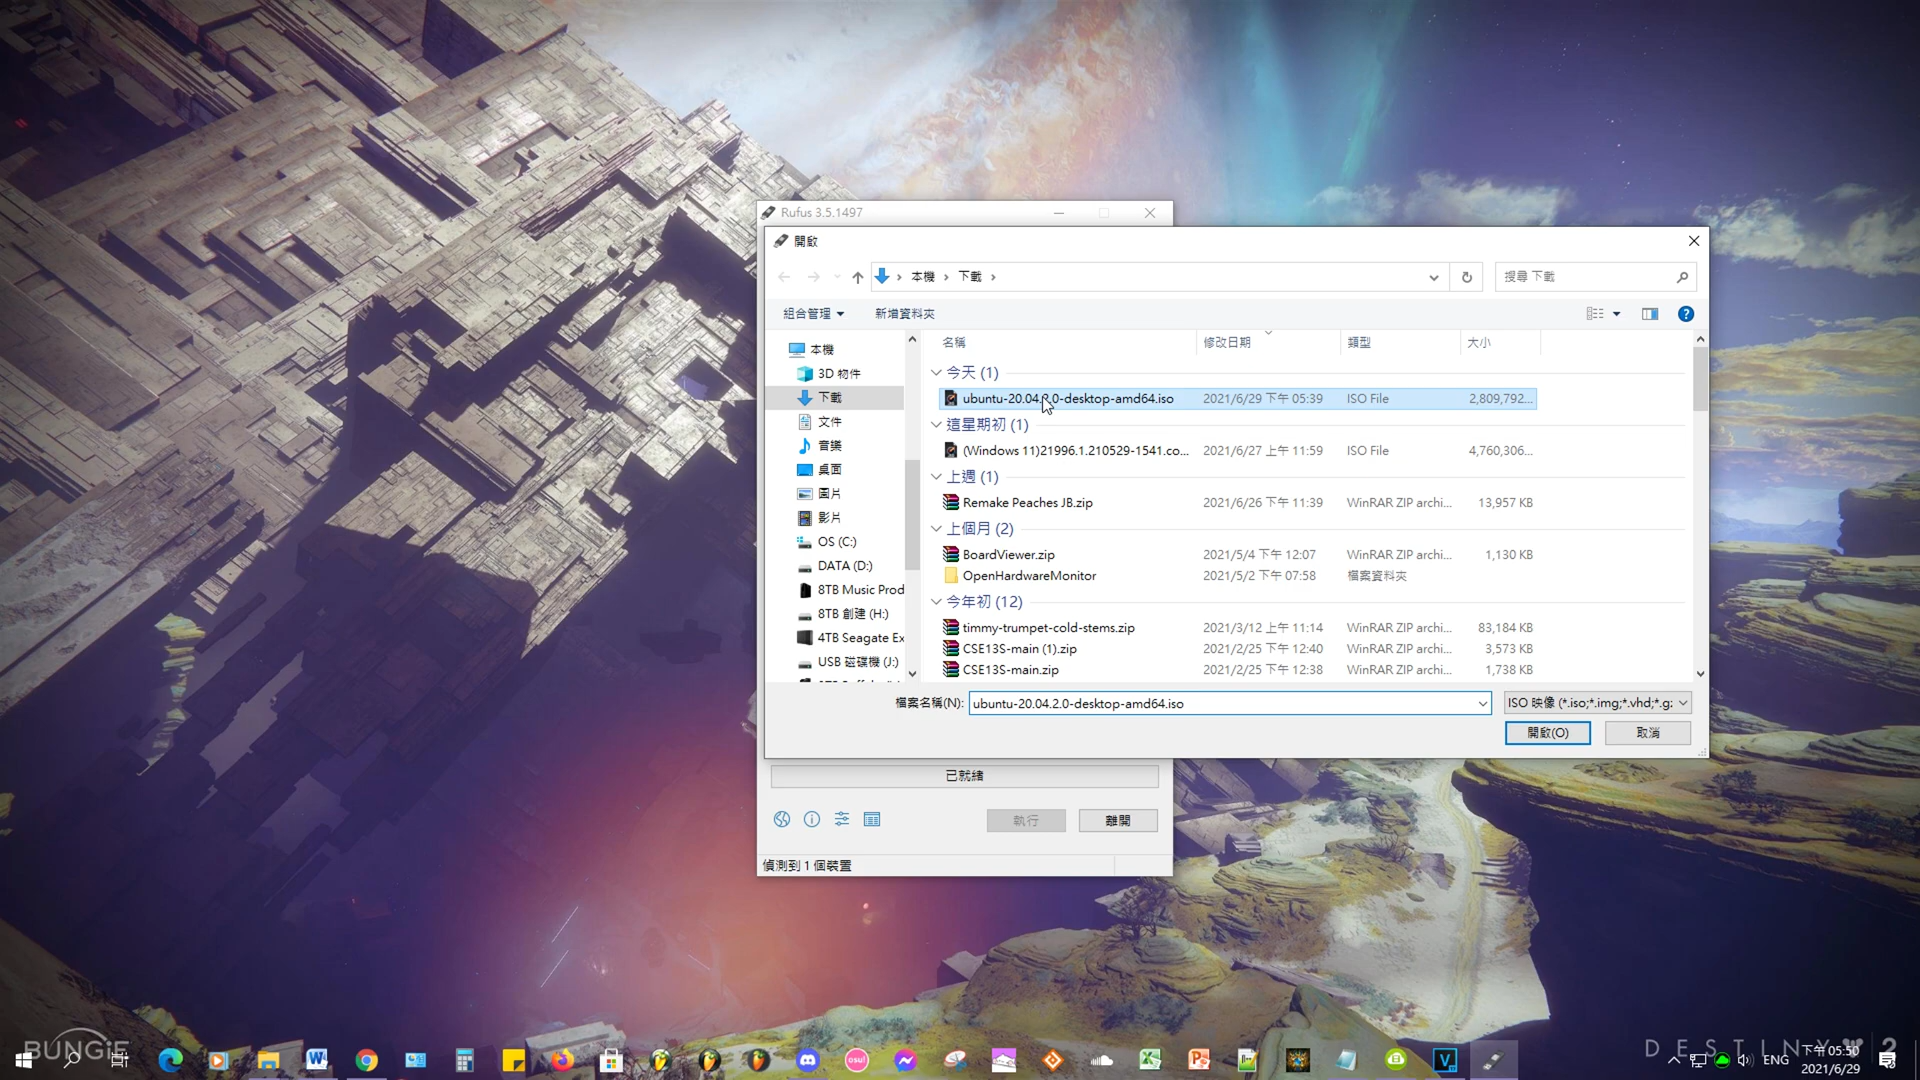 Rufus 3.5.1497
開啟
本機 下載
搜尋 下載
組合管理 新增資料夾
本機
3D 物件
下載
文件
音樂
桌面
圖片
影片
OS (C:)
DATA (D:)
8TB Music Prod
8TB 創建 (H:)
4TB Seagate Ex
USB 磁碟機 (J:)
名稱 修改日期 類型 大小
今天 (1)
ubuntu-20.04.2.0-desktop-amd64.iso 2021/6/29 下午 05:39 ISO File 2,809,792...
這星期初 (1)
(Windows 11)21996.1.210529-1541.co... 2021/6/27 上午 11:59 ISO File 4,760,306...
上週 (1)
Remake Peaches JB.zip 2021/6/26 下午 11:39 WinRAR ZIP archi... 13,957 KB
上個月 (2)
BoardViewer.zip 2021/5/4 下午 12:07 WinRAR ZIP archi... 1,130 KB
OpenHardwareMonitor 2021/5/2 下午 07:58 檔案資料夾
今年初 (12)
timmy-trumpet-cold-stems.zip 2021/3/12 上午 11:14 WinRAR ZIP archi... 83,184 KB
CSE13S-main (1).zip 2021/2/25 下午 12:40 WinRAR ZIP archi... 3,573 KB
CSE13S-main.zip 2021/2/25 下午 12:38 WinRAR ZIP archi... 1,738 KB
檔案名稱(N): ubuntu-20.04.2.0-desktop-amd64.iso ISO 映像 (*.iso;*.img;*.vhd;*.g:
開啟(O) 取消
已就緒
執行 離開
偵測到 1 個裝置
BUNGiE
DESTINY 2
osu!
ENG
下午 05:50
2021/6/29